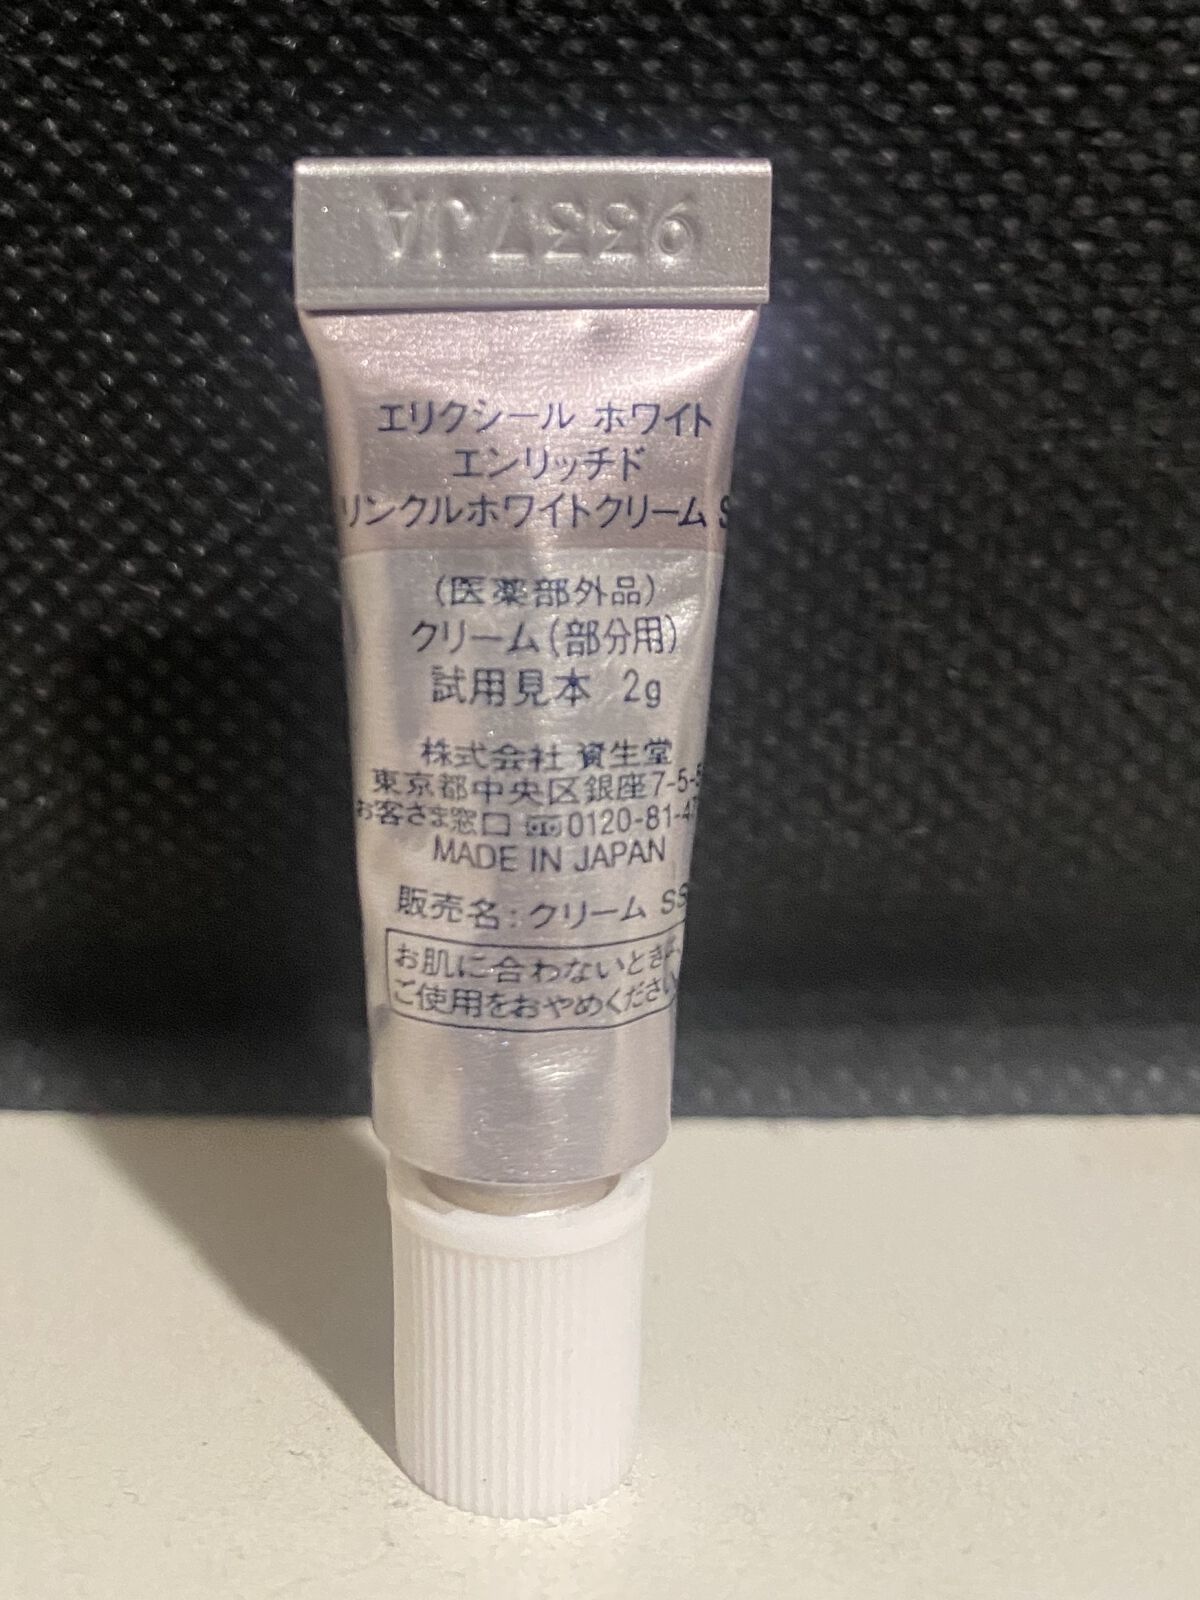 9337JA
エリクシール ホワイト
エンリッチド
リンクルホワイトクリーム S
(医薬部外品)
クリーム(部分用)
試用見本 2g
株式会社 資生堂
東京都中央区銀座7-5-
お客さま窓口 0120-81-4
MADE IN JAPAN
販売名:クリーム SS
お肌に合わないときは、
ご使用をおやめください